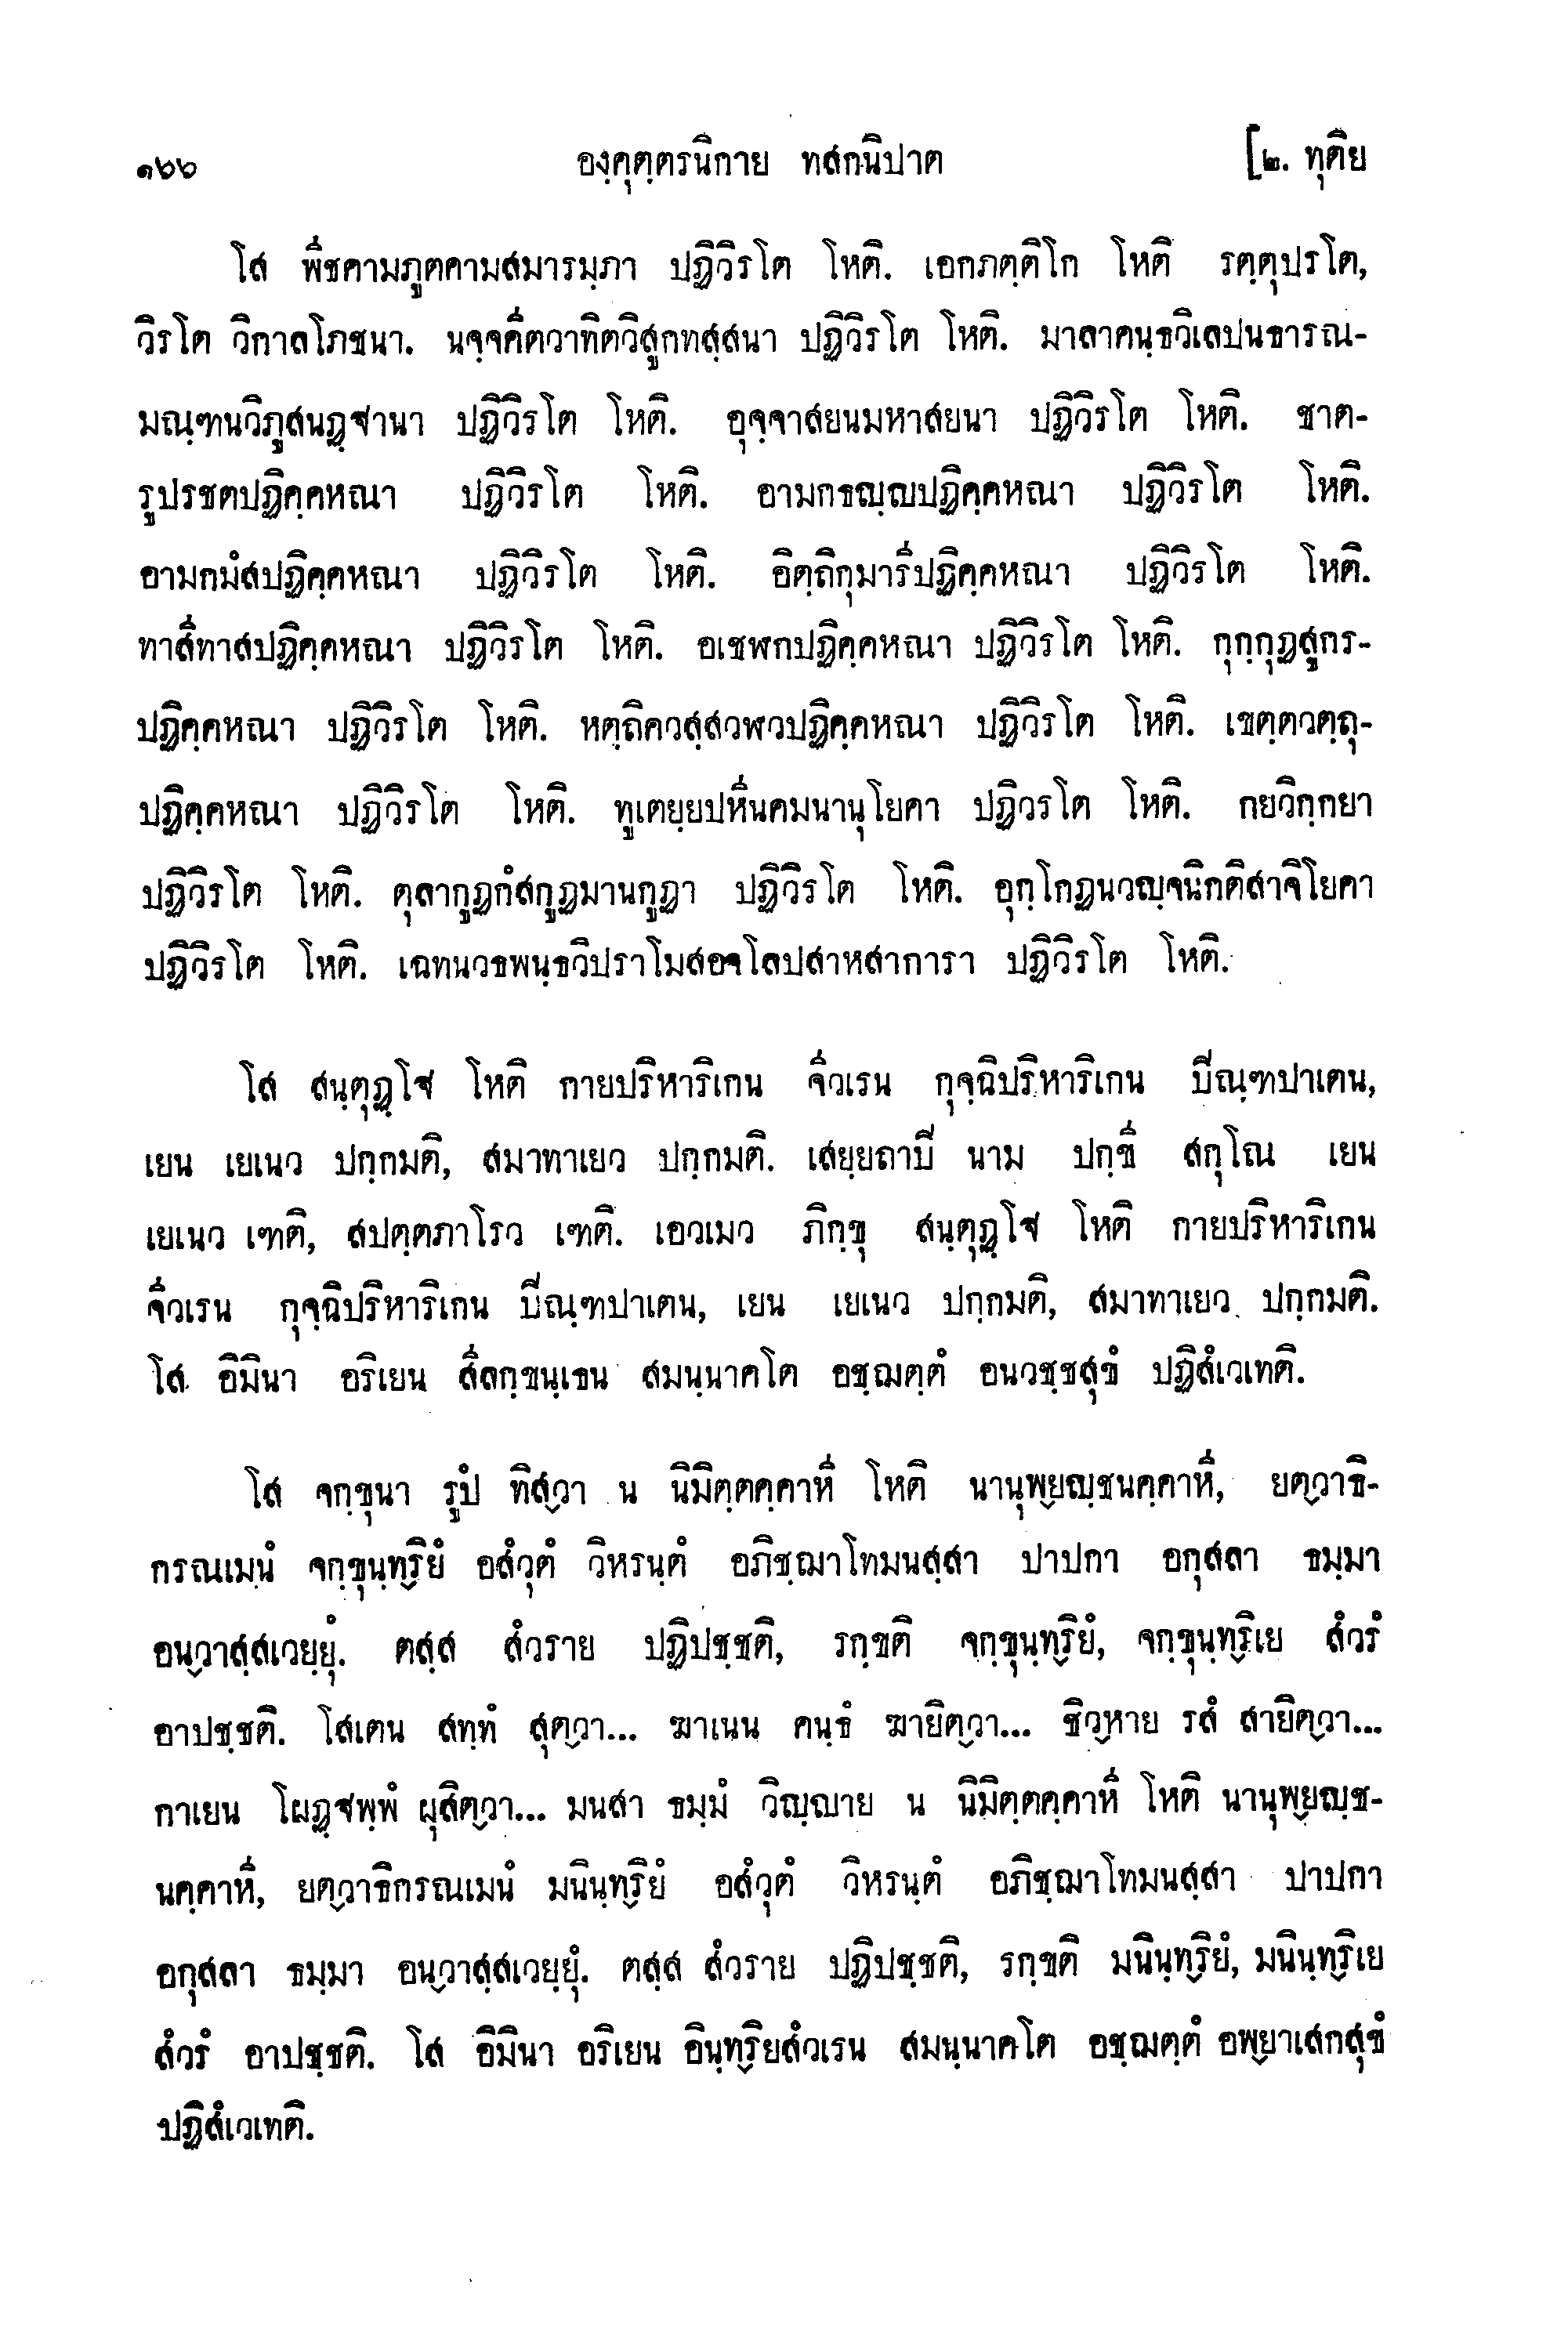 ๑๖๖ องฺคุตฺตรนิกาย ทสกนิปาต [๒. ทุติย
โส พีชคามภูตคามสมารมฺภา ปฏิวิรโต โหติ. เอกภตฺติโก โหติ รตฺตุปรโต,
วิรโต วิกาลโภชนา. นจฺจคีตวาทิตวิสูกทสฺสนา ปฏิวิรโต โหติ. มาลาคนฺธวิเลปนธารณ-
มณฺฑนวิภูสนฏฺฐานา ปฏิวิรโต โหติ. อุจฺจาสยนมหาสยนา ปฏิวิรโต โหติ. ชาต-
รูปรชตปฏิคฺคหณา ปฏิวิรโต โหติ. อามกธญฺญปฏิคฺคหณา ปฏิวิรโต โหติ.
อามกมํสปฏิคฺคหณา ปฏิวิรโต โหติ. อิตฺถีกุมาริปฏิคฺคหณา ปฏิวิรโต โหติ.
ทาสีทาสปฏิคฺคหณา ปฏิวิรโต โหติ. อเชฬกปฏิคฺคหณา ปฏิวิรโต โหติ. กุกฺกุฏสูกร-
ปฏิคฺคหณา ปฏิวิรโต โหติ. หตฺถิควสฺสวฬวปฏิคฺคหณา ปฏิวิรโต โหติ. เขตฺตวตฺถุ-
ปฏิคฺคหณา ปฏิวิรโต โหติ. ทูเตยฺยปหีนคมนานุโยคา ปฏิวรโต โหติ. กยวิกฺกยา
ปฏิวิรโต โหติ. ตุลากูฏกํสกูฏมานกูฏา ปฏิวิรโต โหติ. อุกฺโกฏนวญฺจนิกติสาจิโยคา
ปฏิวิรโต โหติ. เฉทนวธพนฺธวิปราโมสอาโลปสาหสาการา ปฏิวิรโต โหติ.
โส สนฺตุฏฺโฐ โหติ กายปริหาริเกน จีวเรน กุจฺฉิปริหาริเกน ปิณฺฑปาเตน,
เยน เยเนว ปกฺกมติ, สมาทาเยว ปกฺกมติ. เสยฺยถาปิ นาม ปกฺขี สกุโณ เยน
เยเนว เฑติ, สปตฺตภาโรว เฑติ. เอวเมว ภิกฺขุ สนฺตุฏฺโฐ โหติ กายปริหาริเกน
จีวเรน กุจฺฉิปริหาริเกน ปิณฺฑปาเตน, เยน เยเนว ปกฺกมติ, สมาทาเยว ปกฺกมติ.
โส อิมินา อริเยน สีลกฺขนฺเธน สมนฺนาคโต อชฺฌตฺตํ อนวชฺชสุขํ ปฏิสํเวเทติ.
โส จกฺขุนา รูปํ ทิสฺวา น นิมิตฺตคฺคาหี โหติ นานุพฺยญฺชนคฺคาหี, ยตฺวาธิ-
กรณเมนํ จกฺขุนฺทฺริยํ อสํวุตํ วิหรนฺตํ อภิชฺฌาโทมนสฺสา ปาปกา อกุสลา ธมฺมา
อนฺวาสฺสเวยฺยุํ. ตสฺส สํวราย ปฏิปชฺชติ, รกฺขติ จกฺขุนฺทฺริยํ, จกฺขุนฺทฺริเย สํวรํ
อาปชฺชติ. โสเตน สทฺทํ สุตฺวา... ฆาเนน คนฺธํ ฆายิตฺวา... ชิวฺหาย รสํ สายิตฺวา...
กาเยน โผฏฺฐพฺพํ ผุสิตฺวา... มนสา ธมฺมํ วิญฺญาย น นิมิตฺตคฺคาหี โหติ นานุพฺยญฺช-
นคฺคาหี, ยตฺวาธิกรณเมนํ มนินฺทฺริยํ อสํวุตํ วิหรนฺตํ อภิชฺฌาโทมนสฺสา ปาปกา
อกุสลา ธมฺมา อนฺวาสฺสเวยฺยุํ. ตสฺส สํวราย ปฏิปชฺชติ, รกฺขติ มนินฺทฺริยํ, มนินฺทฺริเย
สํวรํ อาปชฺชติ. โส อิมินา อริเยน อินฺทฺริยสํวเรน สมนฺนาคโต อชฺฌตฺตํ อพฺยาเสกสุขํ
ปฏิสํเวเทติ.